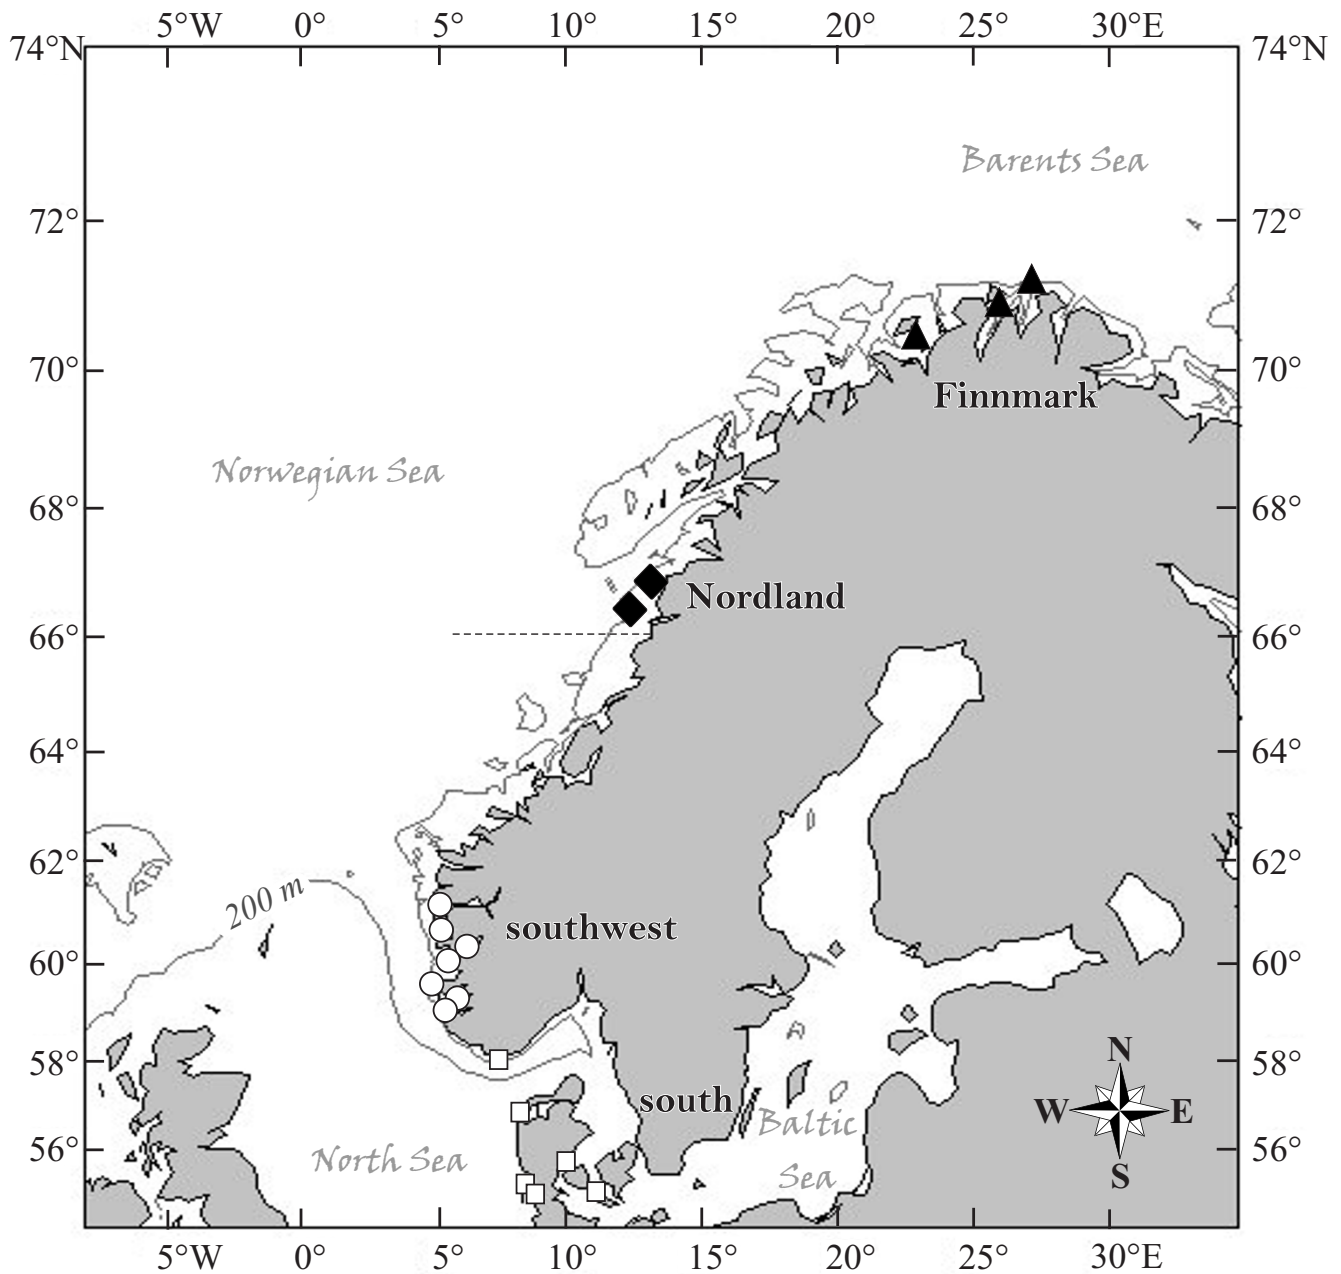 5°W 0° 5° 10° 15° 20° 25° 30°E
74°N 74°N
Barents Sea
72° 72°
70° 70°
Finnmark
Norwegian Sea
68° 68°
Nordland
66° 66°
64° 64°
62° 62°
200 m
southwest
60° 60°
N
58° 58°
south
W E
Baltic
Sea
56° 56°
North Sea
S
5°W 0° 5° 10° 15° 20° 25° 30°E